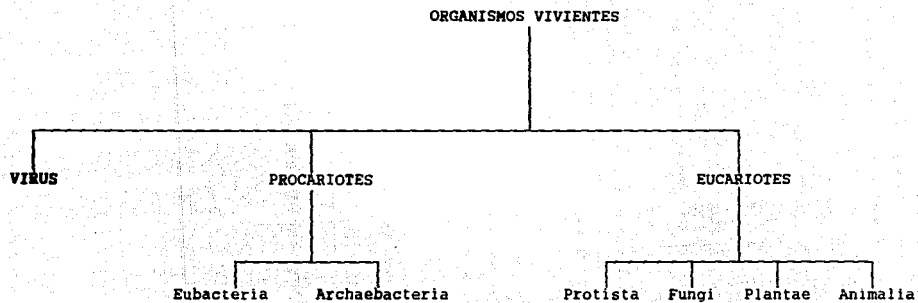 ORGANISMOS VIVIENTES
VIRUS PROCARIOTES EUCARIOTES
Eubacteria Archaebacteria Protista Fungi Plantae Animalia